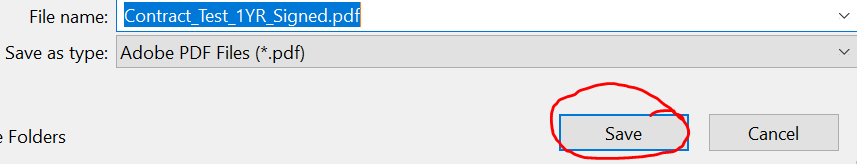 File name: Contract_Test_1YR_Signed.pdf
Save as type: Adobe PDF Files (*.pdf)
e Folders Save Cancel